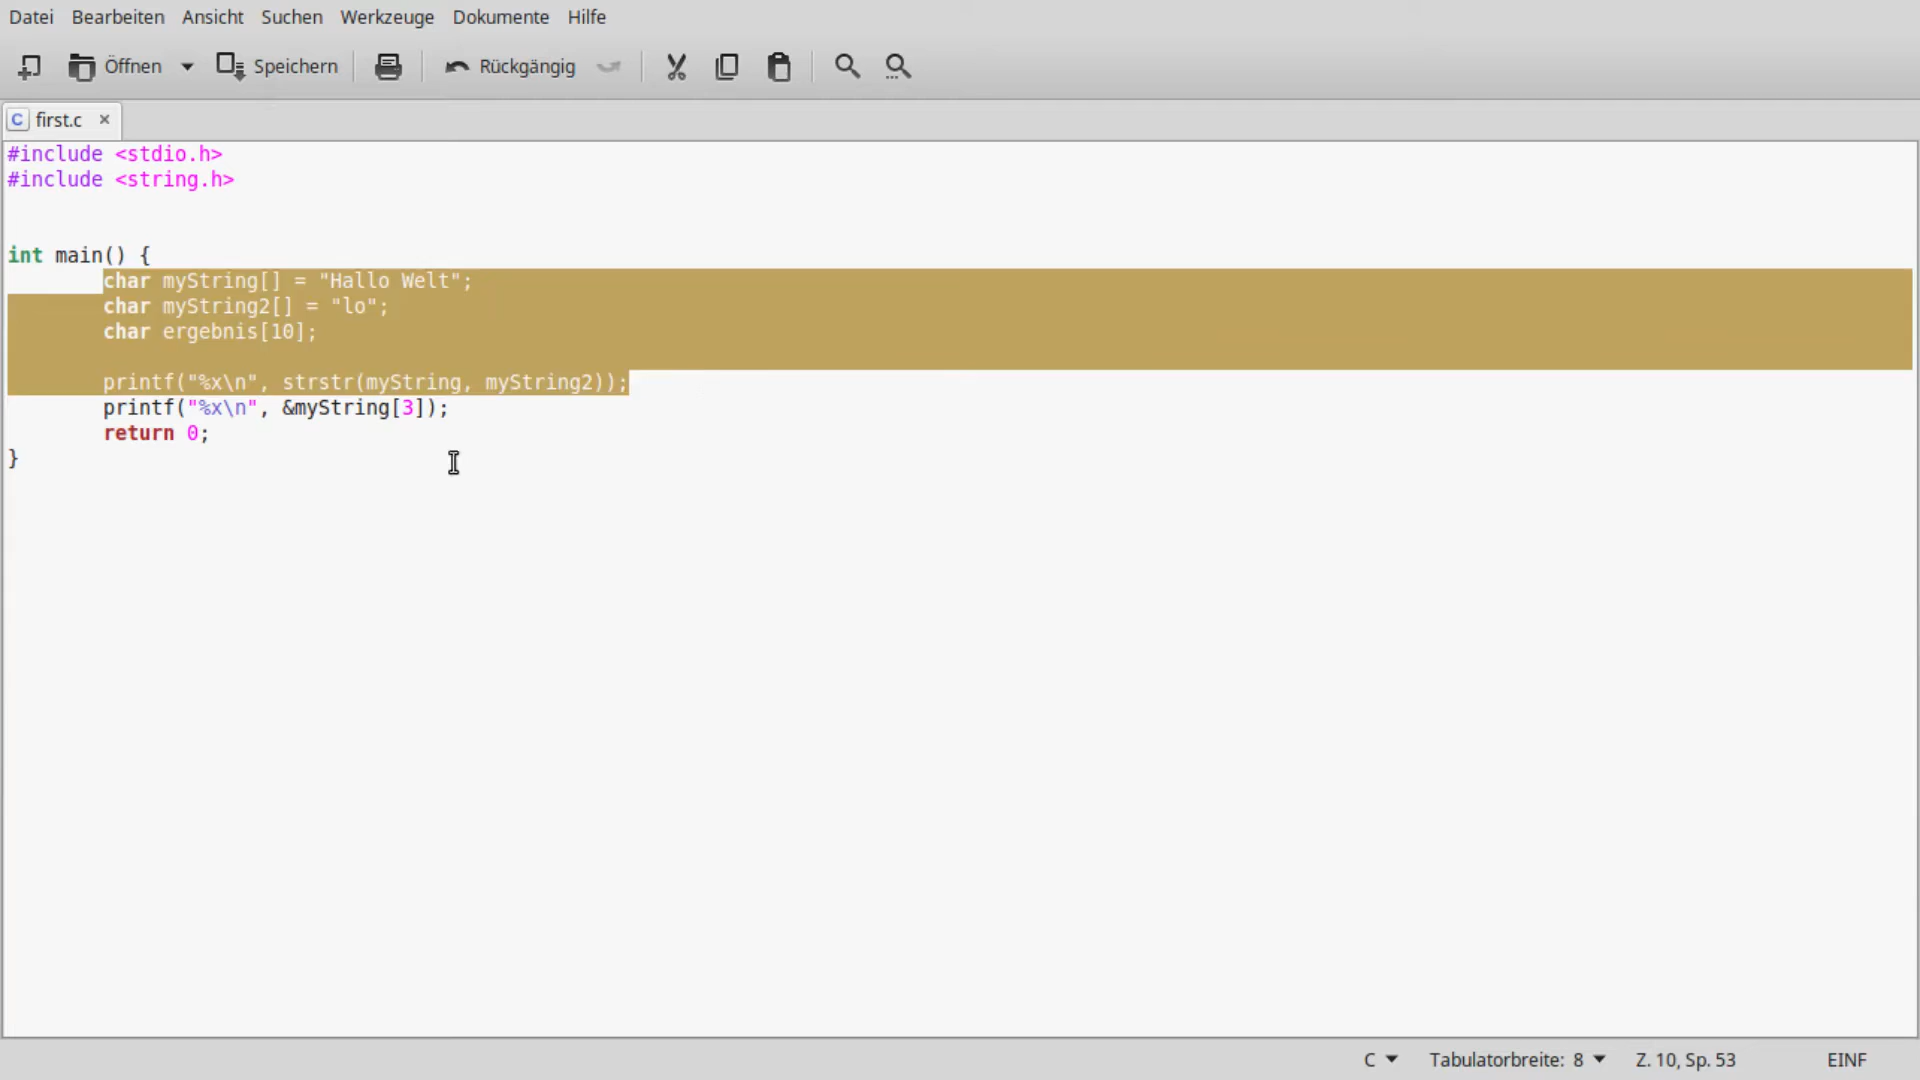 Datei Bearbeiten Ansicht Suchen Werkzeuge Dokumente Hilfe
Öffnen Speichern Rückgängig
C first.c ×
#include <stdio.h>
#include <string.h>
int main() {
char myString[] = "Hallo Welt";
char myString2[] = "lo";
char ergebnis[10];
printf("%x\n", strstr(myString, myString2));
printf("%x\n", &myString[3]);
return 0;
}
C Tabulatorbreite: 8 Z. 10, Sp. 53 EINF